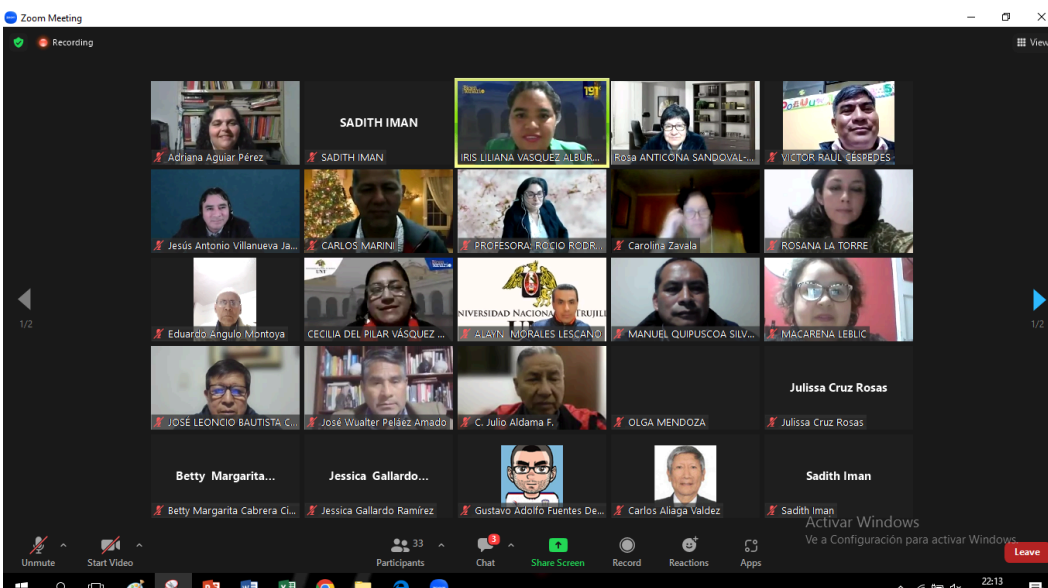 Zoom Meeting
Recording
View
191
SADITH IMAN
Adriana Aguiar Pérez
SADITH IMAN
IRIS LILIANA VASQUEZ ALBUR...
Rosa ANTICONA SANDOVAL-...
VICTOR RAUL CESPEDES
Jesús Antonio Villanueva Ja...
CARLOS MARINI
PROFESORA: ROCIO RODR...
Carolina Zavala
ROSANA LA TORRE
UNT
1/2
Eduardo Angulo Montoya
CECILIA DEL PILAR VÁSQUEZ ...
ALAYN MORALES LESCANO
MANUEL QUIPUSCOA SILV...
MACARENA LEBLIC
1/2
Julissa Cruz Rosas
JOSÉ LEONCIO BAUTISTA C...
José Wualter Peláez Amado
C. Julio Aldama F.
OLGA MENDOZA
Julissa Cruz Rosas
Betty Margarita...
Jessica Gallardo...
Sadith Iman
Betty Margarita Cabrera Ci...
Jessica Gallardo Ramírez
Gustavo Adolfo Fuentes De...
Carlos Aliaga Valdez
Sadith Iman
Activar Windows
Ve a Configuración para activar Windows.
33
3
Unmute
Start Video
Participants
Chat
Share Screen
Record
Reactions
Apps
Leave
22:13